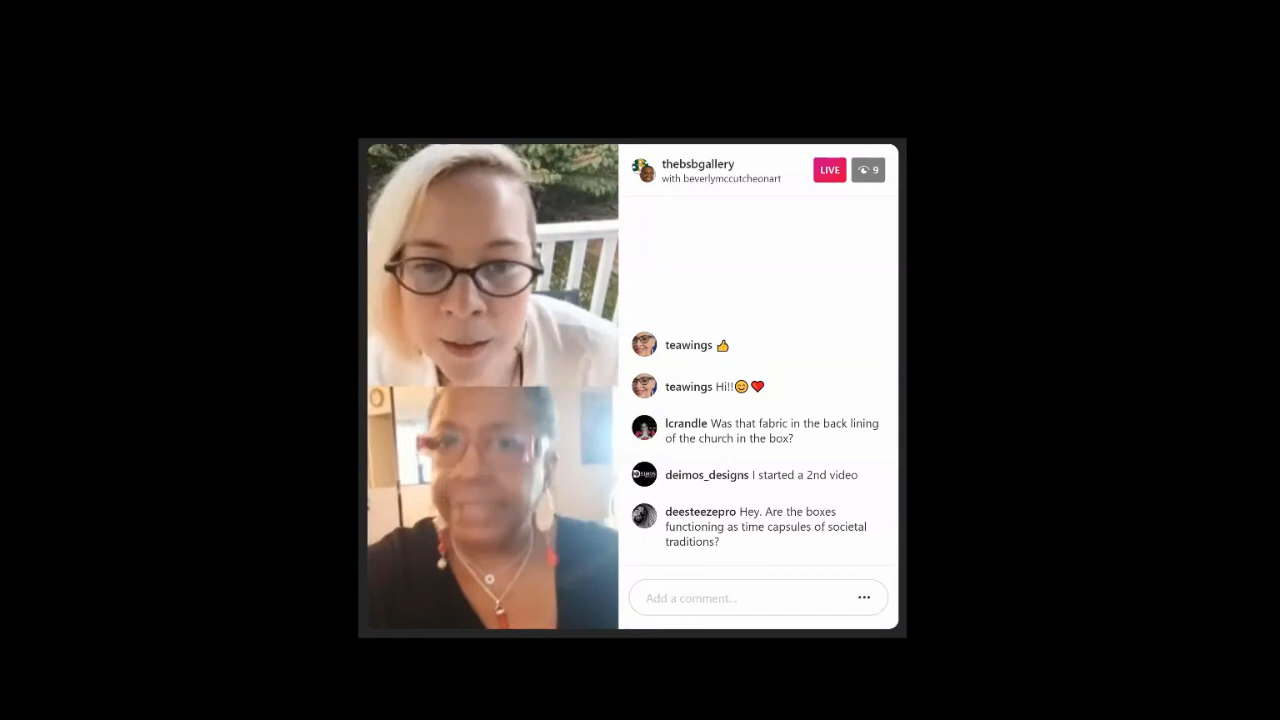 thebsbgallery
with beverlymccutcheonart
LIVE
9
teawings 👍
teawings Hi!!😊❤️
lcrandle Was that fabric in the back lining
of the church in the box?
deimos_designs I started a 2nd video
deesteezepro Hey. Are the boxes
functioning as time capsules of societal
traditions?
Add a comment...